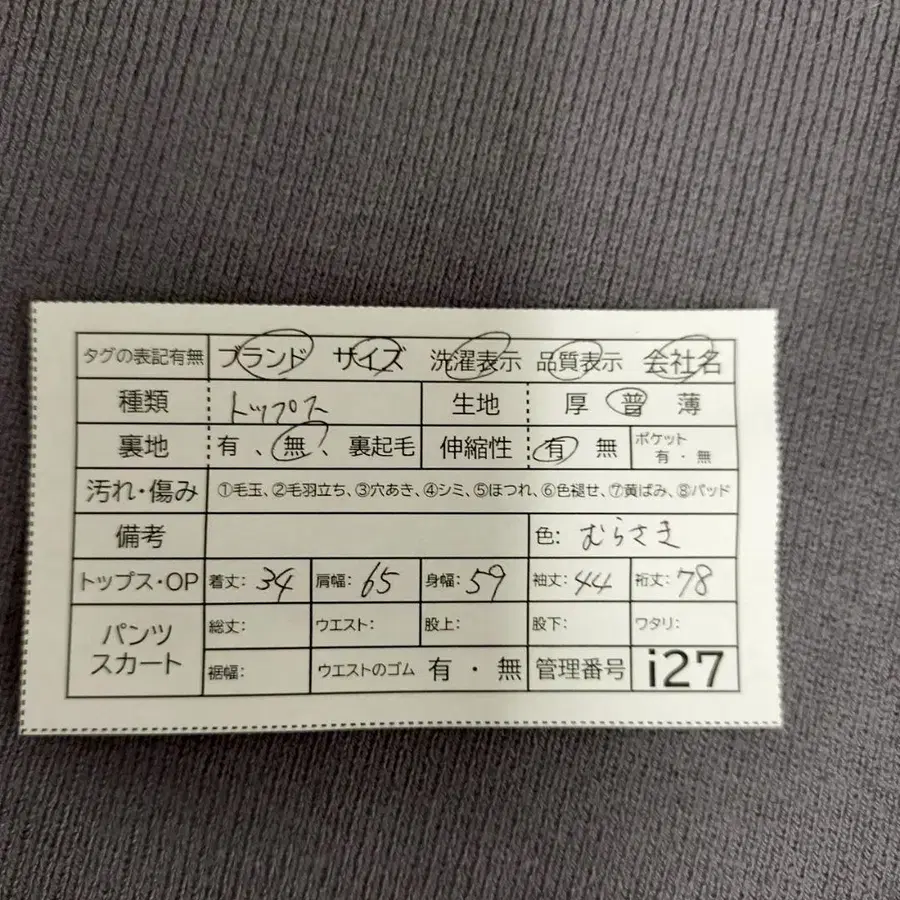 タグの表記有無 ブランド サイズ 洗濯表示 品質表示 会社名
種類 トップス 生地 厚 普 薄
裏地 有 、無 、裏起毛 伸縮性 有 無 ポケット 有・無
汚れ・傷み ①毛玉、②毛羽立ち、③穴あき、④シミ、⑤ほつれ、⑥色褪せ、⑦黄ばみ、⑧パッド
備考 色: むらさき
トップス・OP 着丈: 34 肩幅: 65 身幅: 59 袖丈: 44 裄丈: 78
パンツ スカート 総丈: ウエスト: 股上: 股下: ワタリ:
裾幅: ウエストのゴム 有 ・ 無 管理番号 i27